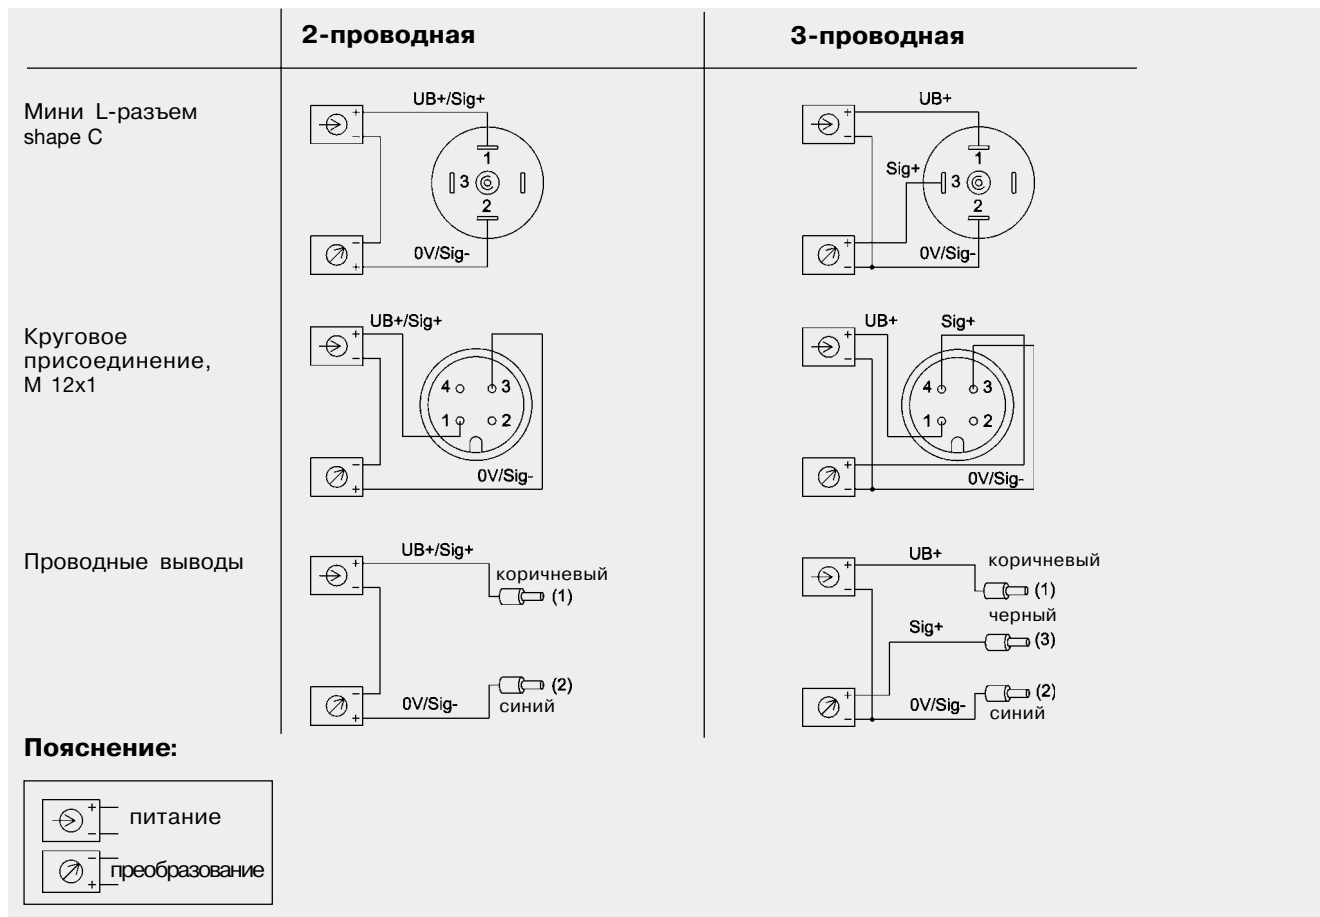 2-проводная
3-проводная
Мини L-разъем
shape C
UB+/Sig+
+
-
1
3
2
-
+
0V/Sig-
UB+
+
-
Sig+
1
3
2
+
-
0V/Sig-
Круговое
присоединение,
М 12x1
UB+/Sig+
+
-
4
3
1
2
-
+
0V/Sig-
UB+
Sig+
+
-
4
3
1
2
+
-
0V/Sig-
Проводные выводы
UB+/Sig+
+
-
коричневый
(1)
-
+
0V/Sig-
(2)
синий
UB+
+
-
коричневый
(1)
черный
Sig+
(3)
+
-
0V/Sig-
(2)
синий
Пояснение:
+
-
питание
-
+
преобразование